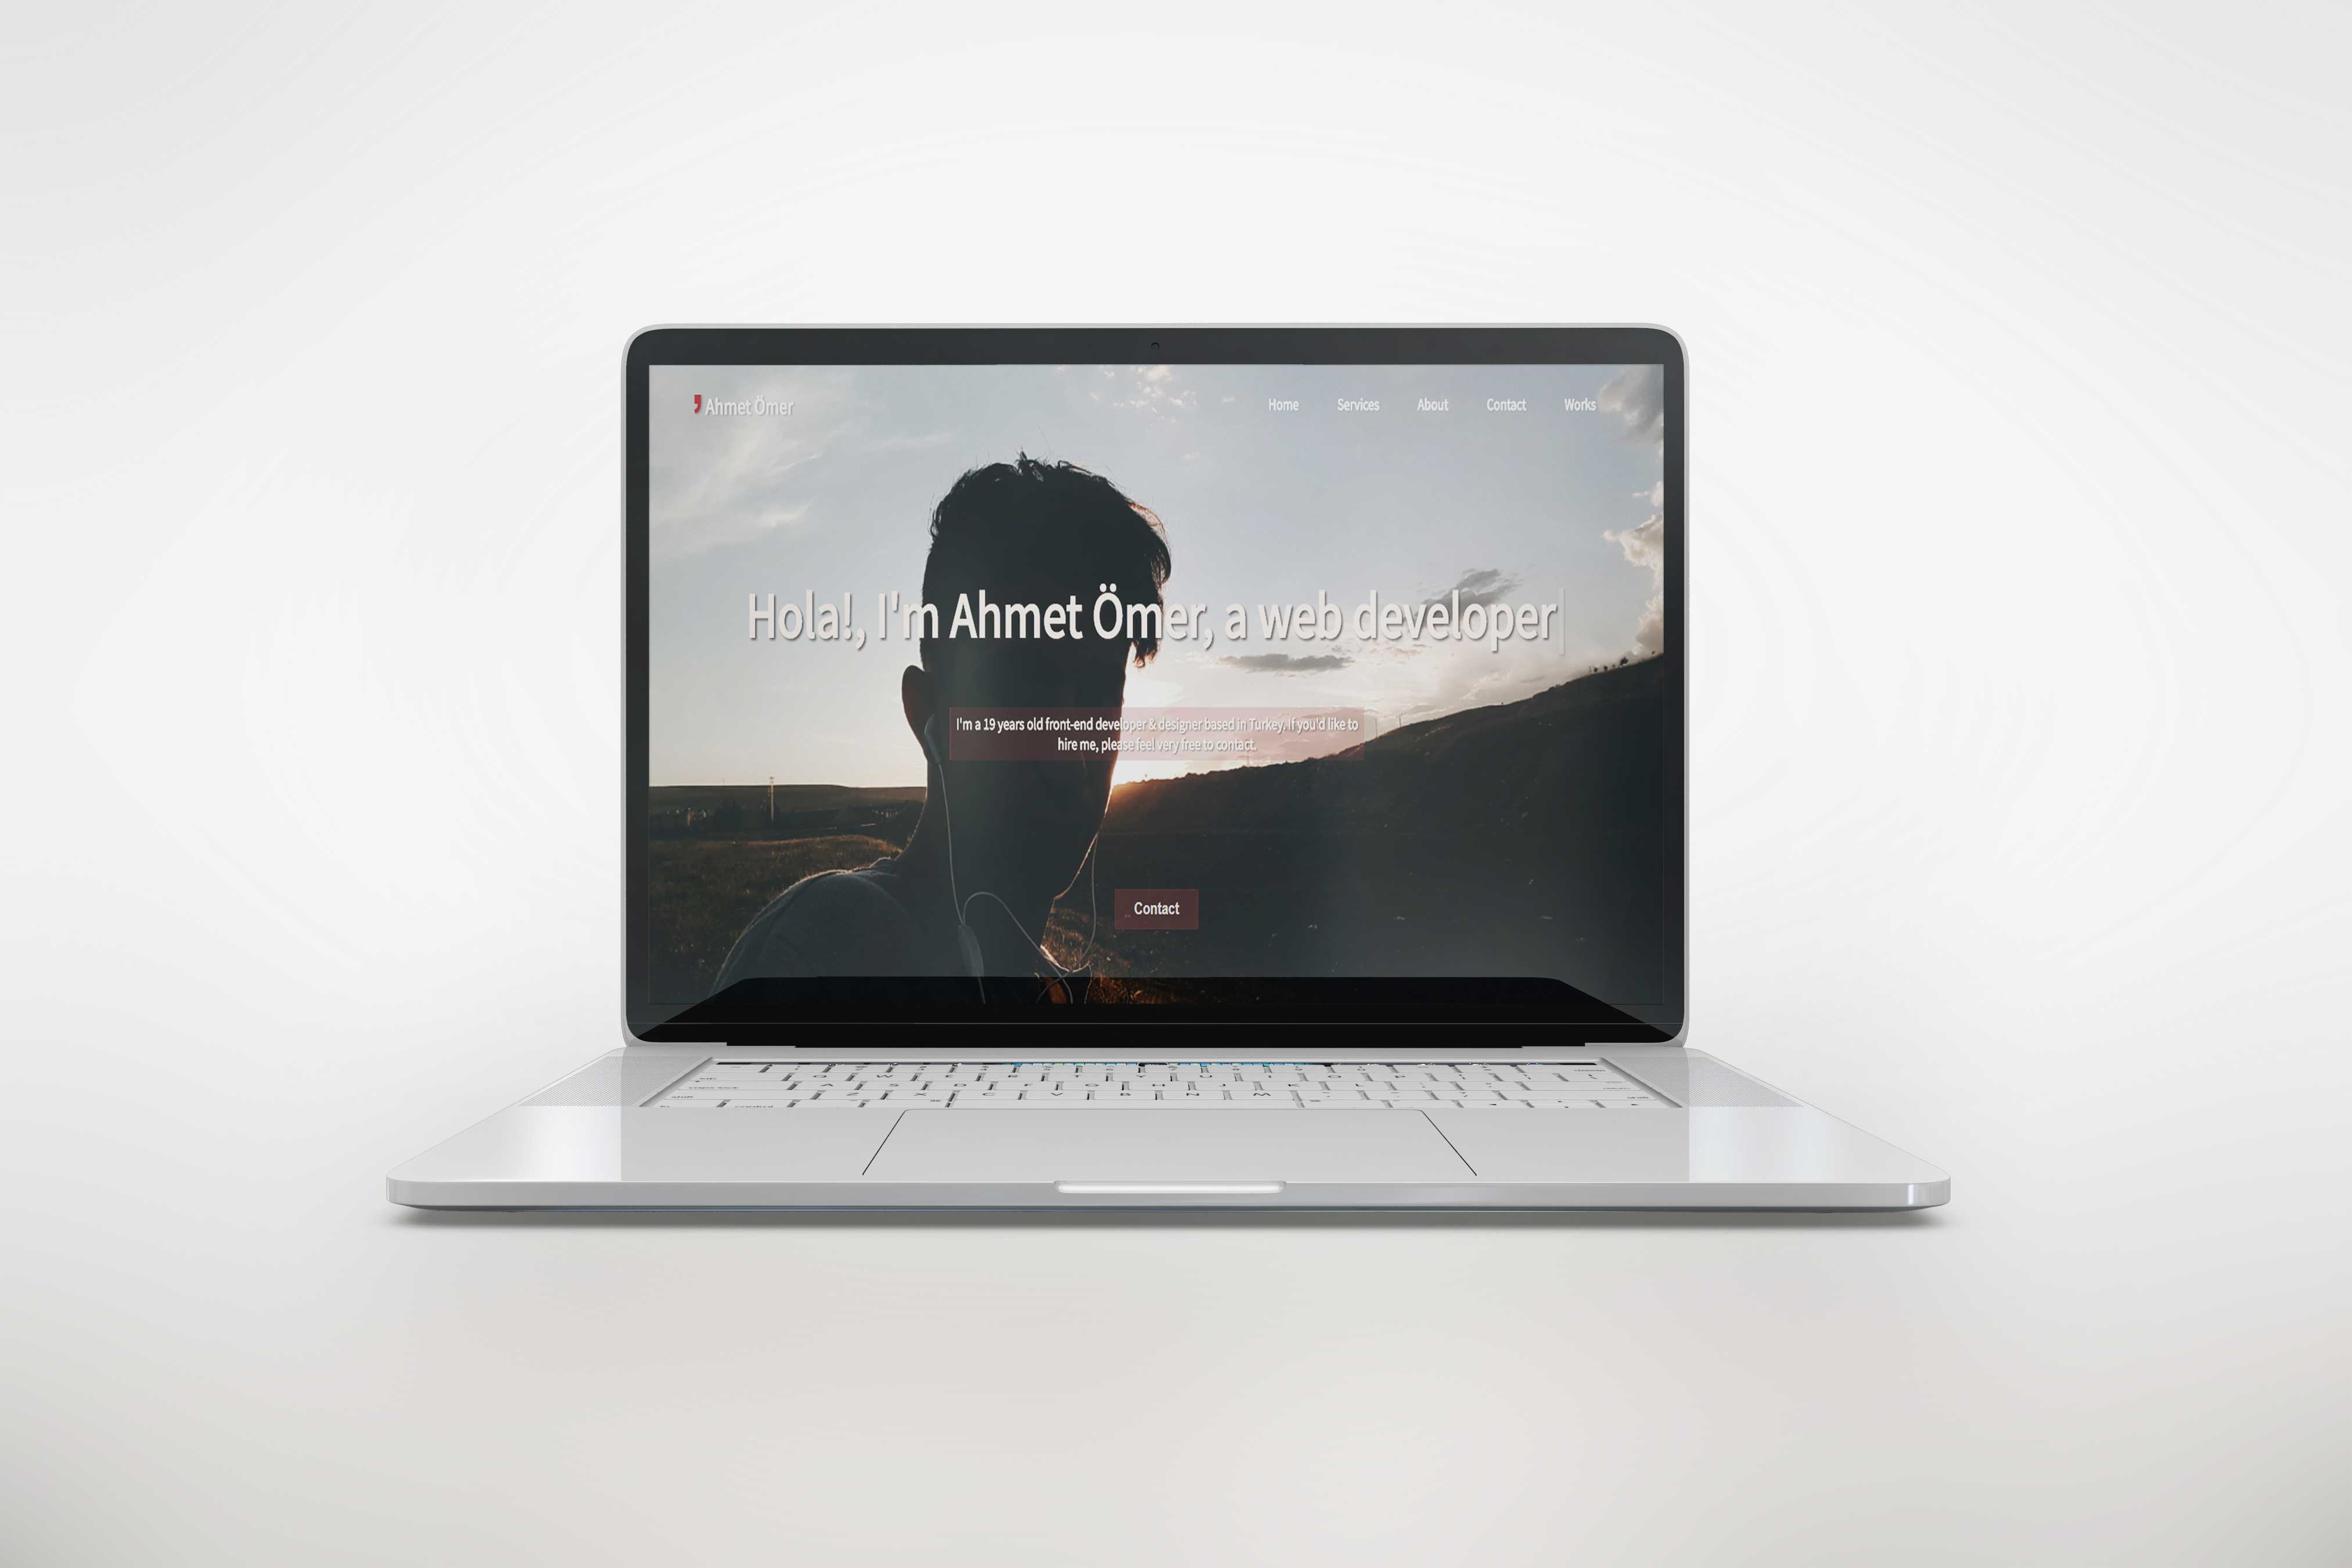 Ahmet Ömer
Home Services About Contact Works
Hola!, I'm Ahmet Ömer, a web developer
I'm a 19 years old front-end developer & designer based in Turkey. If you'd like to
hire me, please feel very free to contact.
Contact